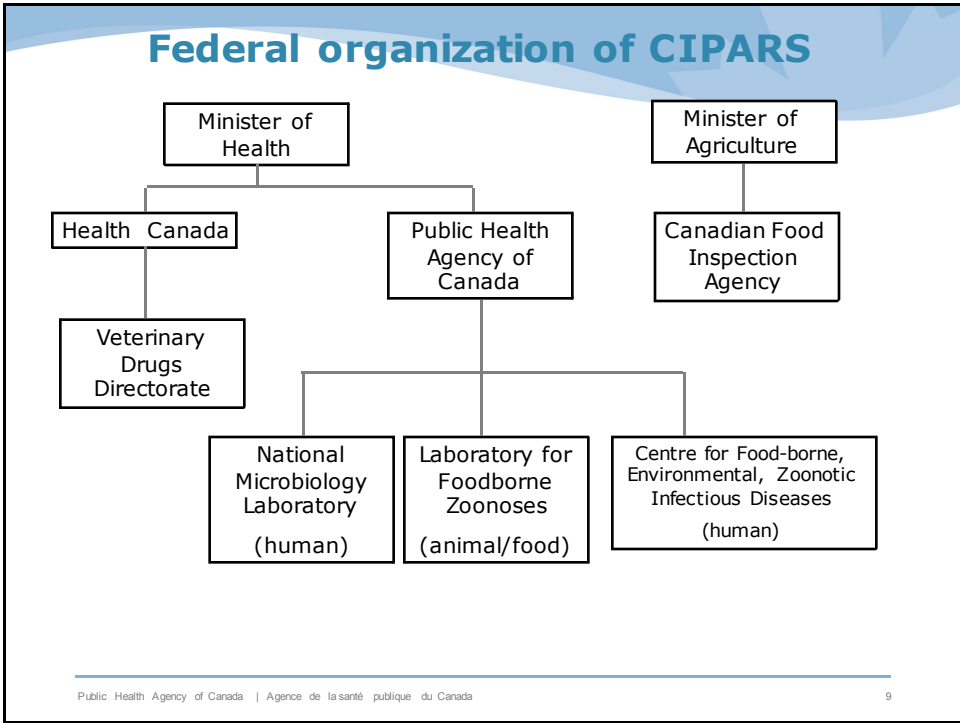 Federal organization of CIPARS
Minister of
Health
Minister of
Agriculture
Health Canada
Public Health
Agency of
Canada
Canadian Food
Inspection
Agency
Veterinary
Drugs
Directorate
National
Microbiology
Laboratory
(human)
Laboratory for
Foodborne
Zoonoses
(animal/food)
Centre for Food-borne,
Environmental, Zoonotic
Infectious Diseases
(human)
Public Health Agency of Canada | Agence de la santé publique du Canada
9